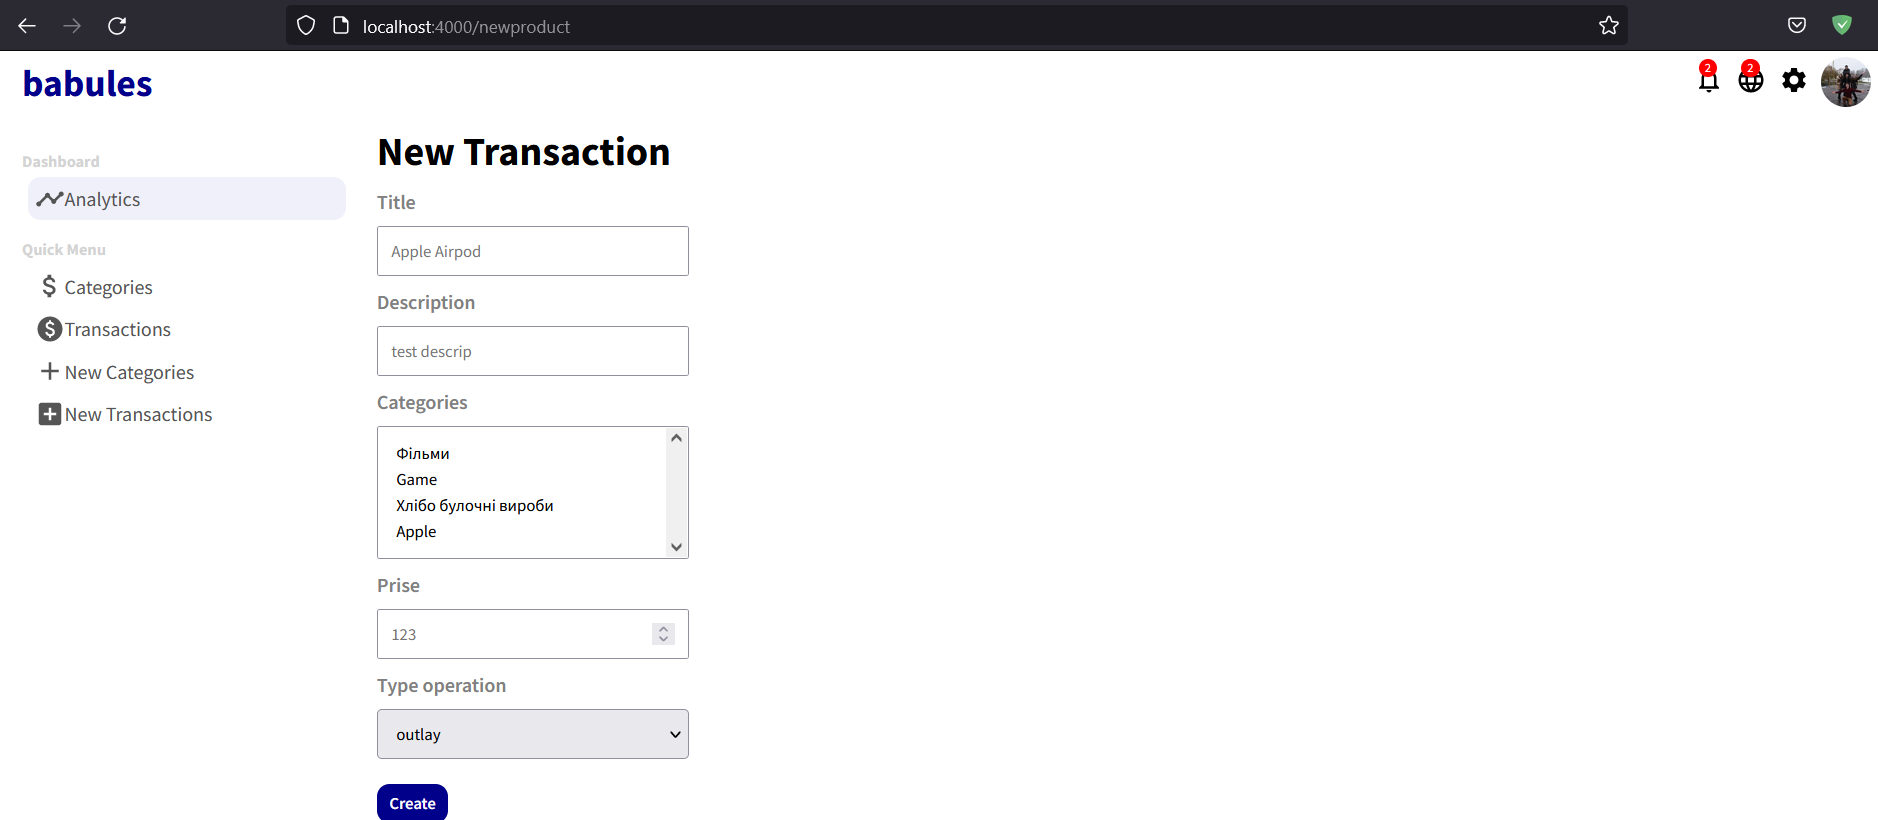 localhost:4000/newproduct
babules
2
2
Dashboard
Analytics
Quick Menu
Categories
Transactions
New Categories
New Transactions
New Transaction
Title
Apple Airpod
Description
test descrip
Categories
Фільми
Game
Хлібо булочні вироби
Apple
Prise
123
Type operation
outlay
Create